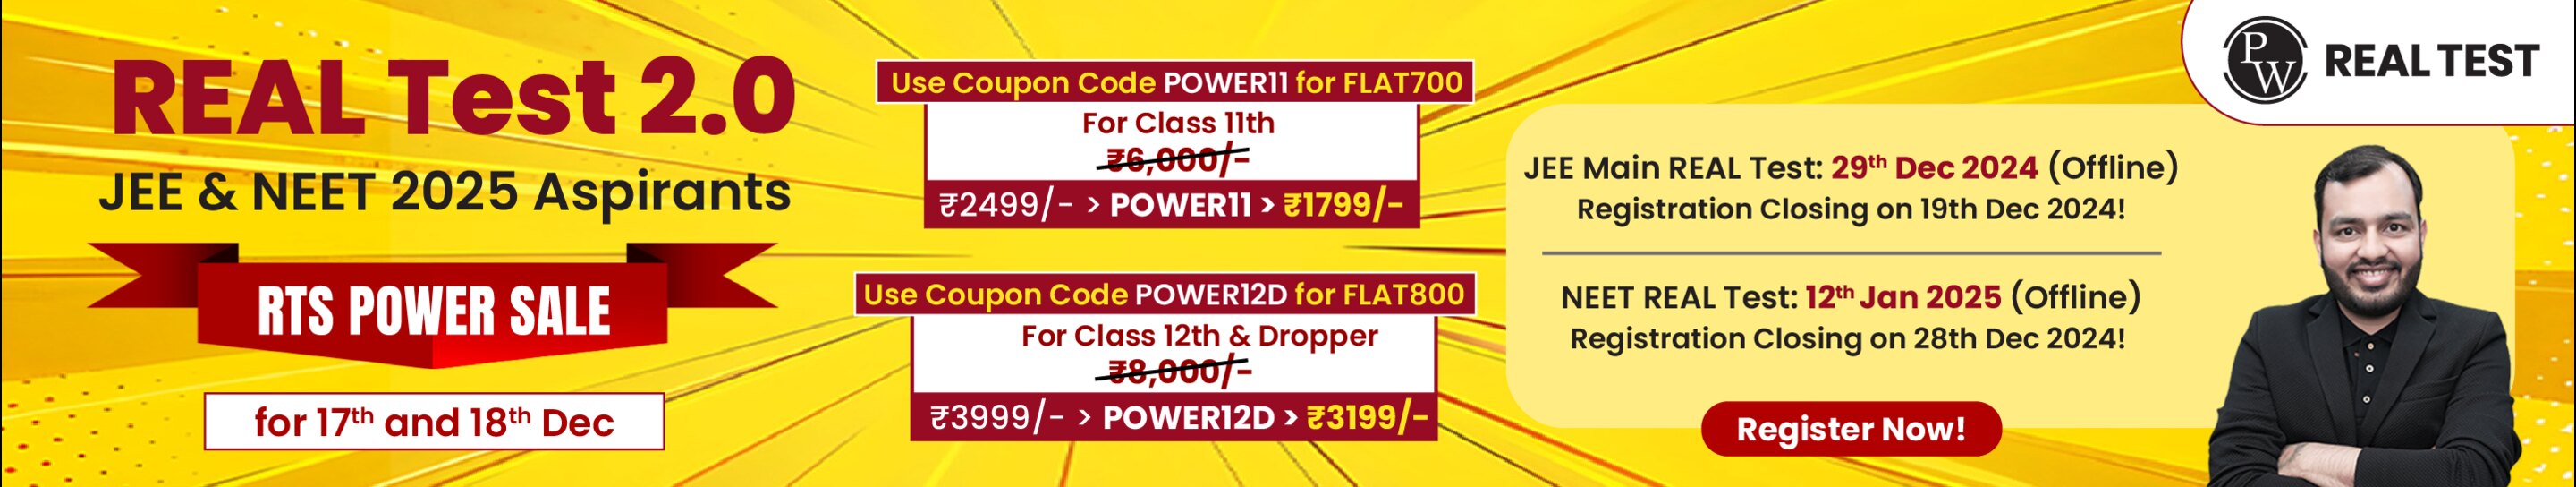 REAL Test 2.0
JEE & NEET 2025 Aspirants
RTS POWER SALE
for 17th and 18th Dec
Use Coupon Code POWER11 for FLAT700
For Class 11th
₹6,000/-
₹2499/- > POWER11 > ₹1799/-
Use Coupon Code POWER12D for FLAT800
For Class 12th & Dropper
₹8,000/-
₹3999/- > POWER12D > ₹3199/-
PW REAL TEST
JEE Main REAL Test: 29th Dec 2024 (Offline)
Registration Closing on 19th Dec 2024!
NEET REAL Test: 12th Jan 2025 (Offline)
Registration Closing on 28th Dec 2024!
Register Now!